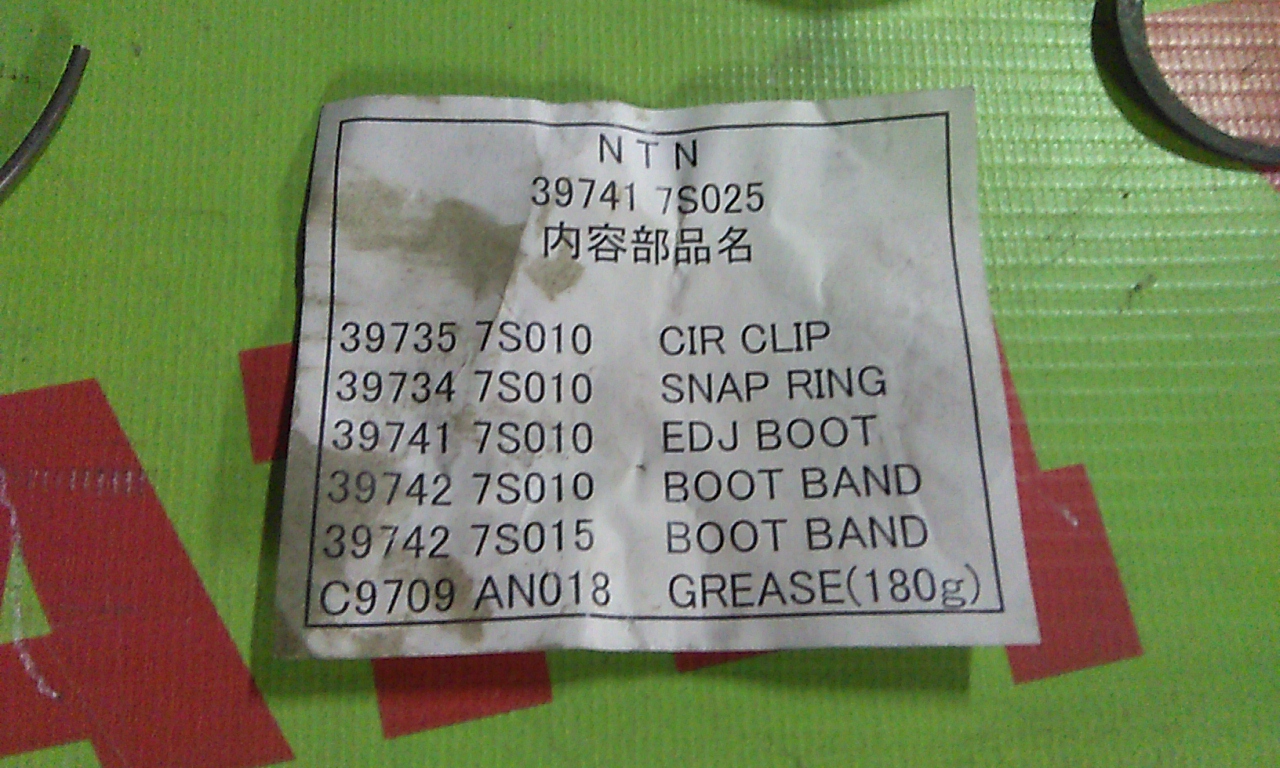 NTN
39741 7S025
内容部品名
39735 7S010 CIR CLIP
39734 7S010 SNAP RING
39741 7S010 EDJ BOOT
39742 7S010 BOOT BAND
39742 7S015 BOOT BAND
C9709 AN018 GREASE(180g)